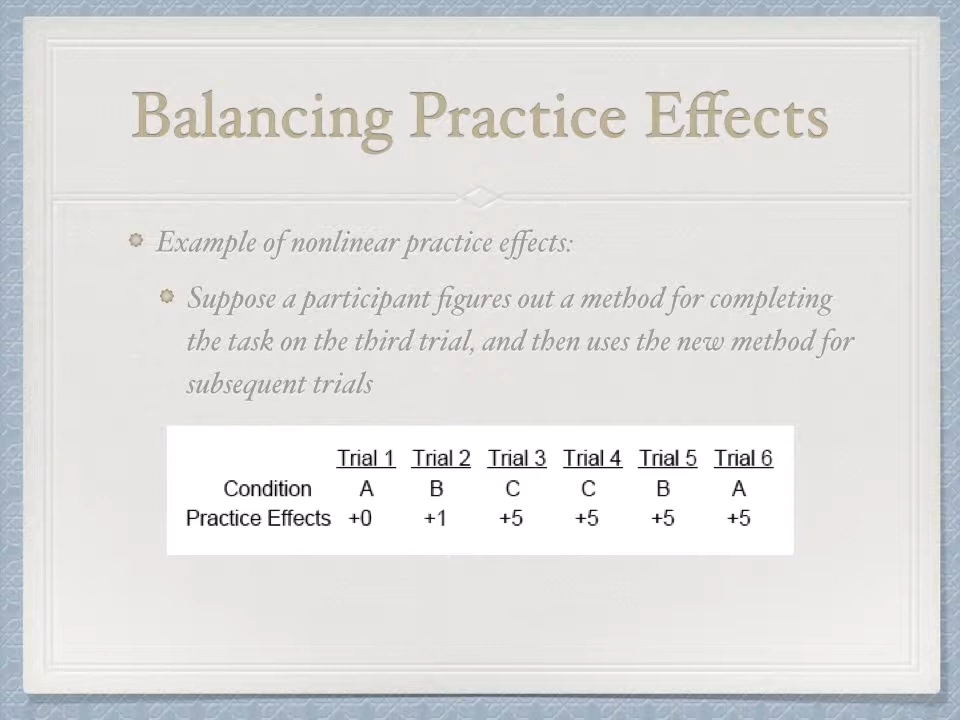 Balancing Practice Effects
Example of nonlinear practice effects:
Suppose a participant figures out a method for completing
the task on the third trial, and then uses the new method for
subsequent trials
Trial 1 Trial 2 Trial 3 Trial 4 Trial 5 Trial 6
Condition A B C C B A
Practice Effects +0 +1 +5 +5 +5 +5